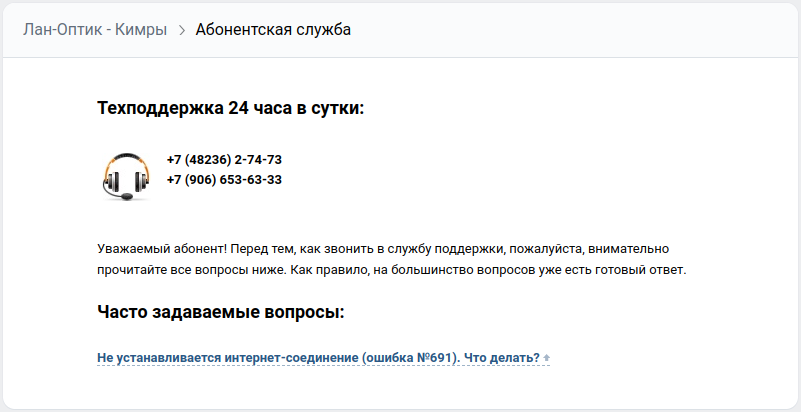 Лан-Оптик - Кимры > Абонентская служба
Техподдержка 24 часа в сутки:
+7 (48236) 2-74-73
+7 (906) 653-63-33
Уважаемый абонент! Перед тем, как звонить в службу поддержки, пожалуйста, внимательно
прочитайте все вопросы ниже. Как правило, на большинство вопросов уже есть готовый ответ.
Часто задаваемые вопросы:
Не устанавливается интернет-соединение (ошибка №691). Что делать?